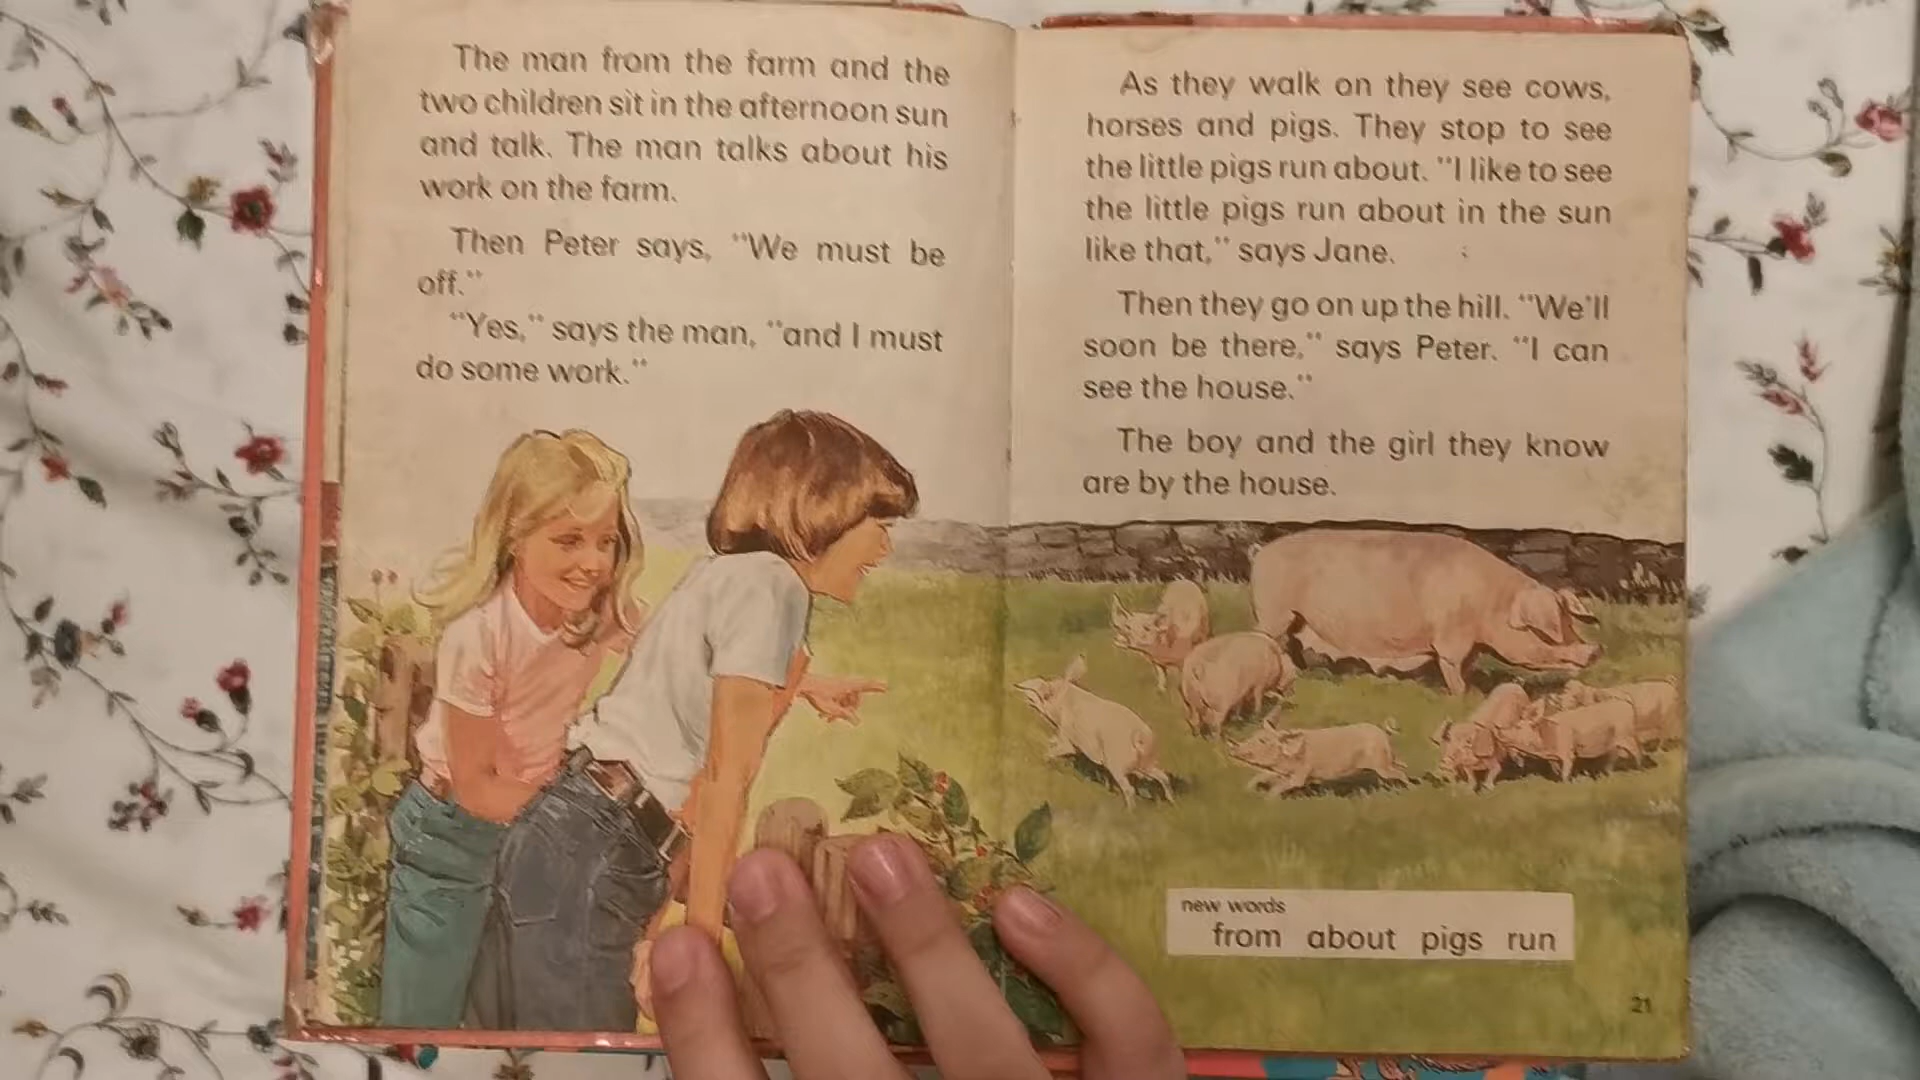 The man from the farm and the
two children sit in the afternoon sun
and talk. The man talks about his
work on the farm.
Then Peter says, "We must be
off."
"Yes," says the man, "and I must
do some work."
As they walk on they see cows,
horses and pigs. They stop to see
the little pigs run about. "I like to see
the little pigs run about in the sun
like that," says Jane.
Then they go on up the hill. "We'll
soon be there," says Peter. "I can
see the house."
The boy and the girl they know
are by the house.
new words
from about pigs run
21